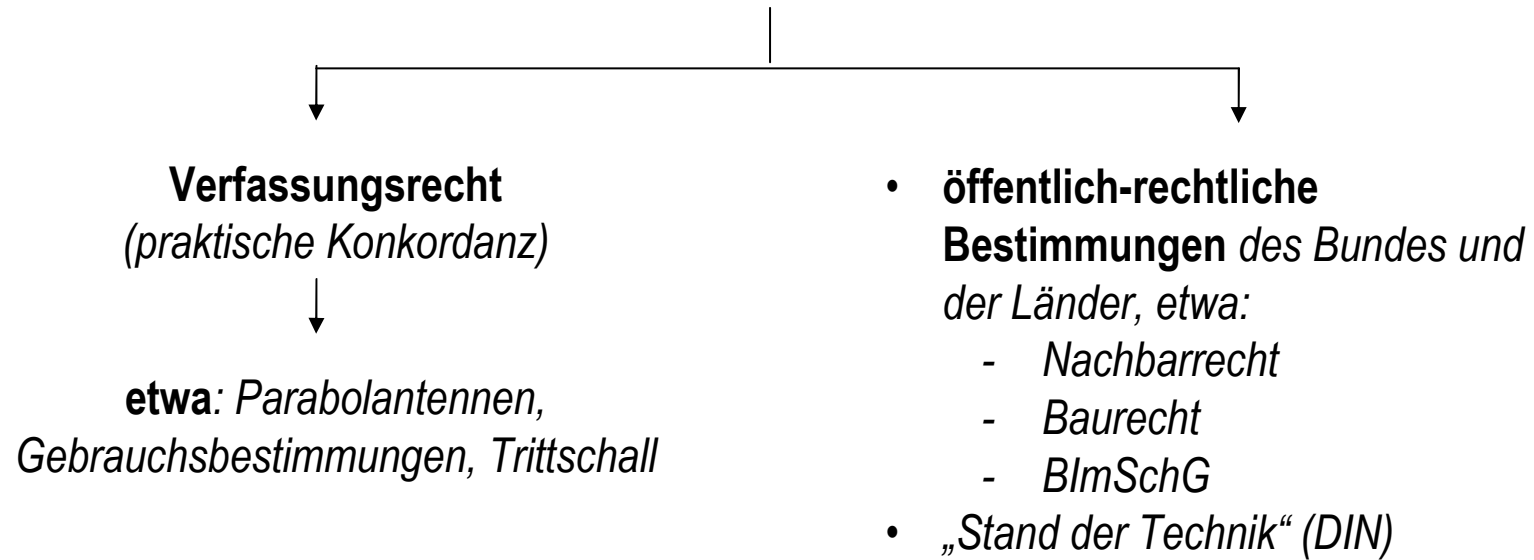 Verfassungsrecht
(praktische Konkordanz)
etwa: Parabolantennen,
Gebrauchsbestimmungen, Trittschall
• öffentlich-rechtliche
Bestimmungen des Bundes und
der Länder, etwa:
- Nachbarrecht
- Baurecht
- BImSchG
• „Stand der Technik“ (DIN)